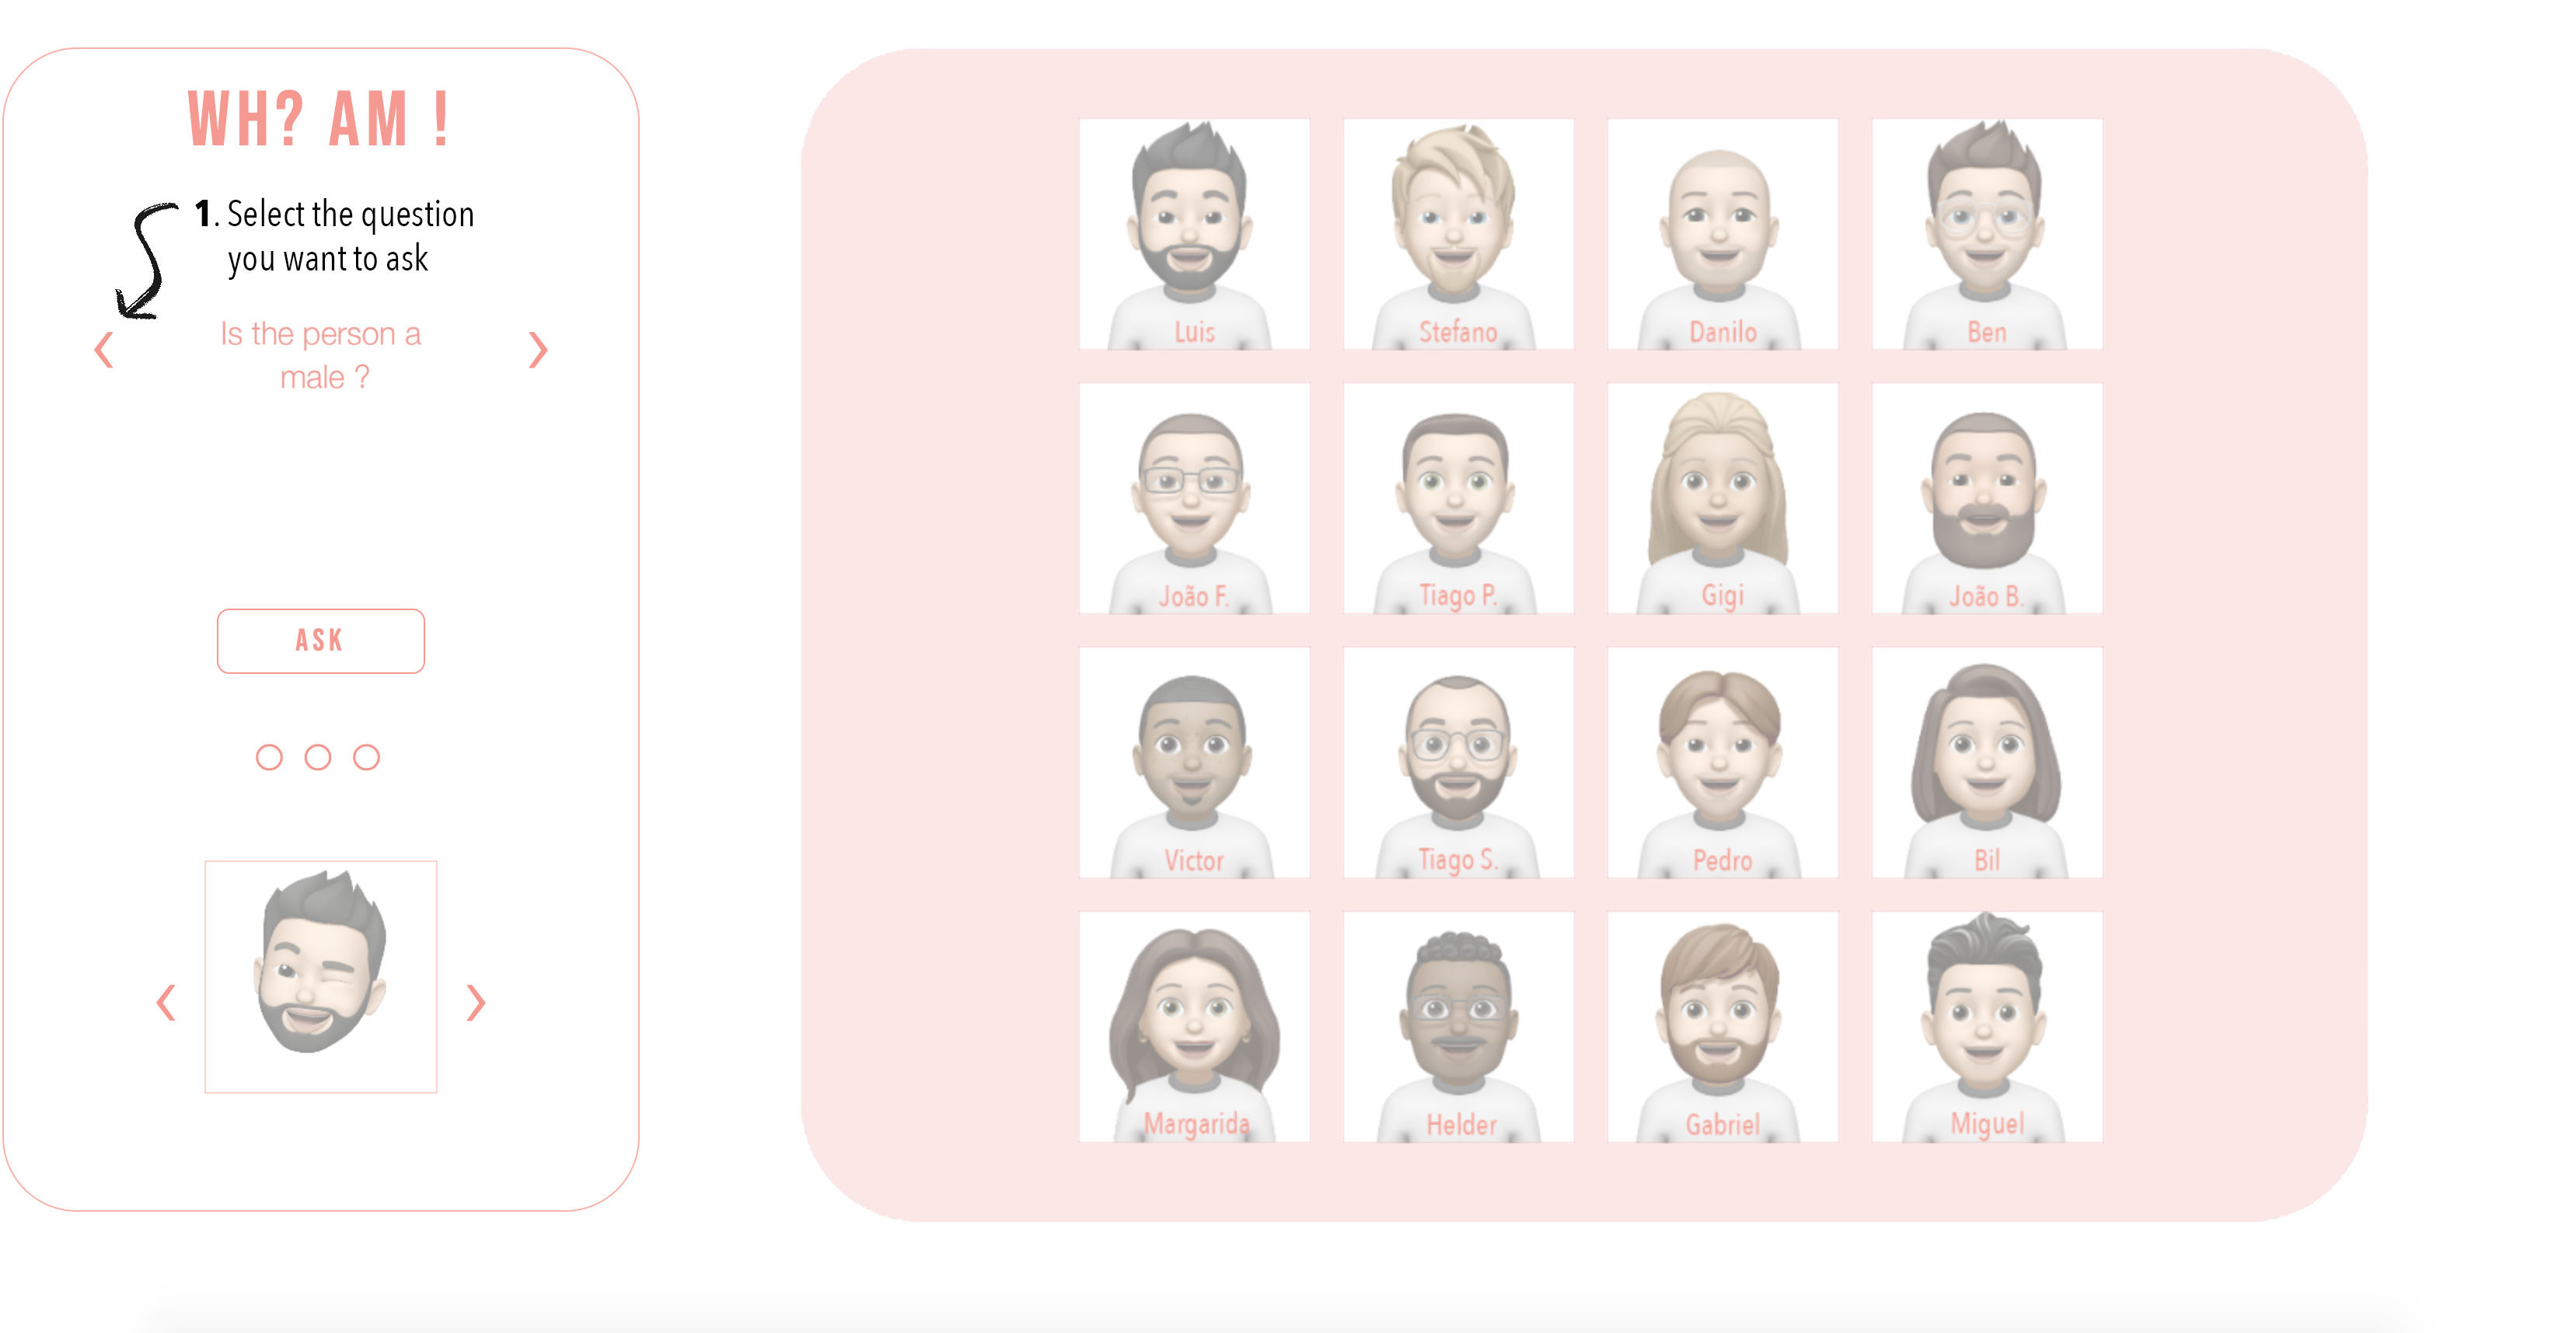 WH? AM !
1. Select the question
you want to ask
Is the person a
male ?
ASK
Luis
Stefano
Danilo
Ben
João F.
Tiago P.
Gigi
João B.
Victor
Tiago S.
Pedro
Bil
Margarida
Helder
Gabriel
Miguel